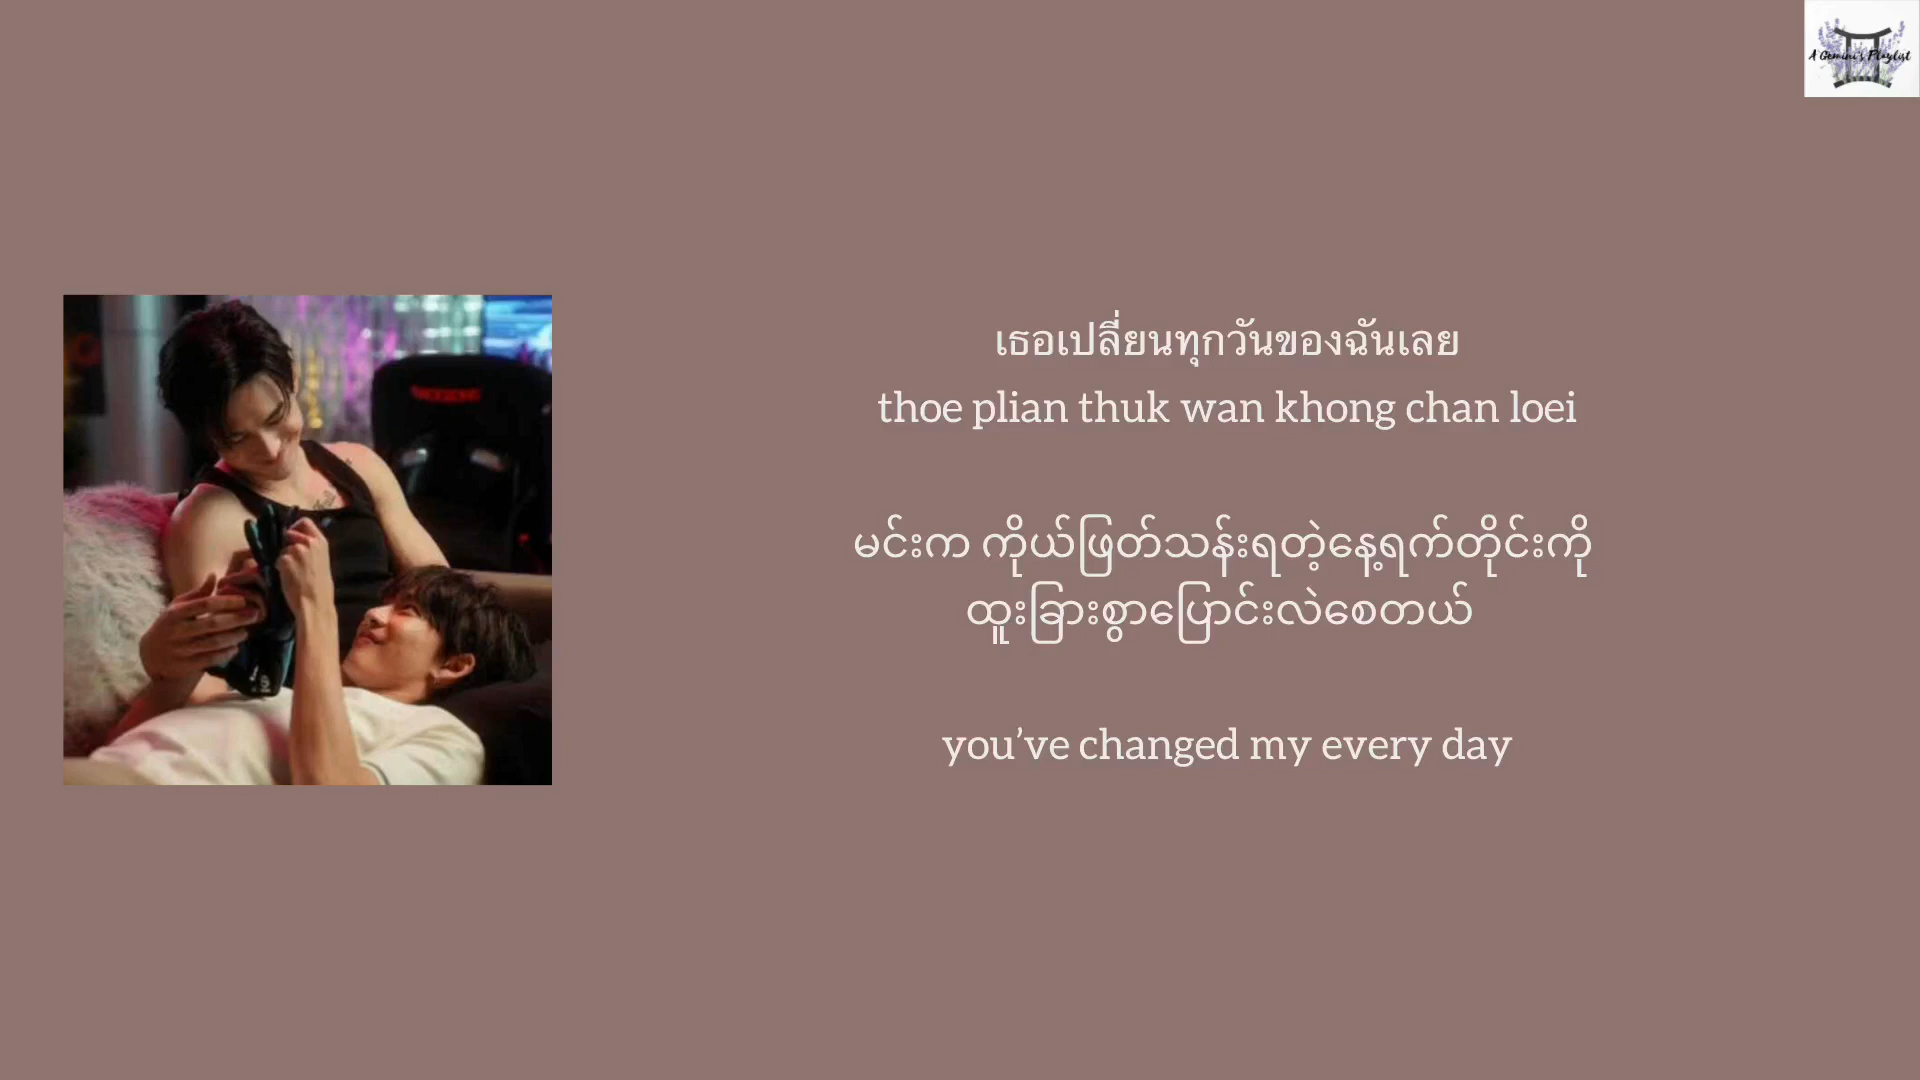 A Gemini's Playlist
เธอเปลี่ยนทุกวันของฉันเลย
thoe plian thuk wan khong chan loei
မင်းက ကိုယ်ဖြတ်သန်းရတဲ့နေ့ရက်တိုင်းကို
ထူးခြားစွာပြောင်းလဲစေတယ်
you’ve changed my every day